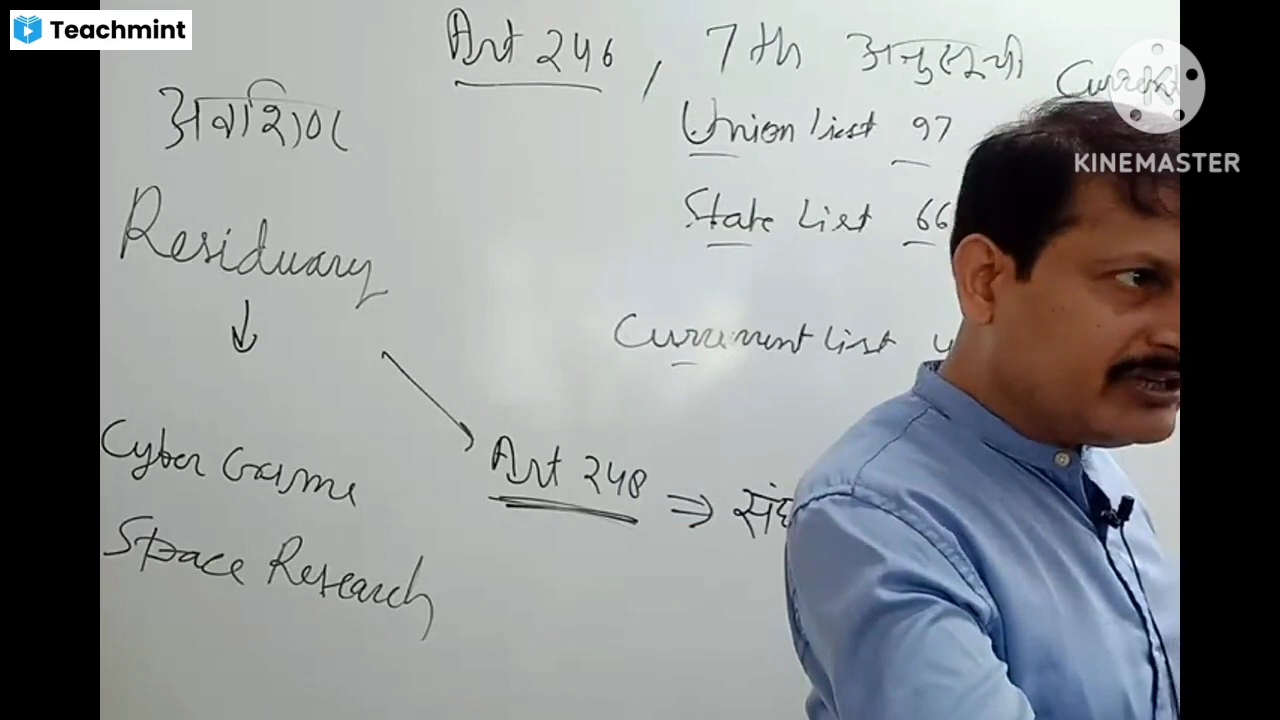 Teachmint
Art 246, 7th अनुसूची
KINEMASTER
अवशिष्ट
Union list 97
State List 66
Residuary
list
Art 248 ⇒ संघ
Cyber Crime
Space Research